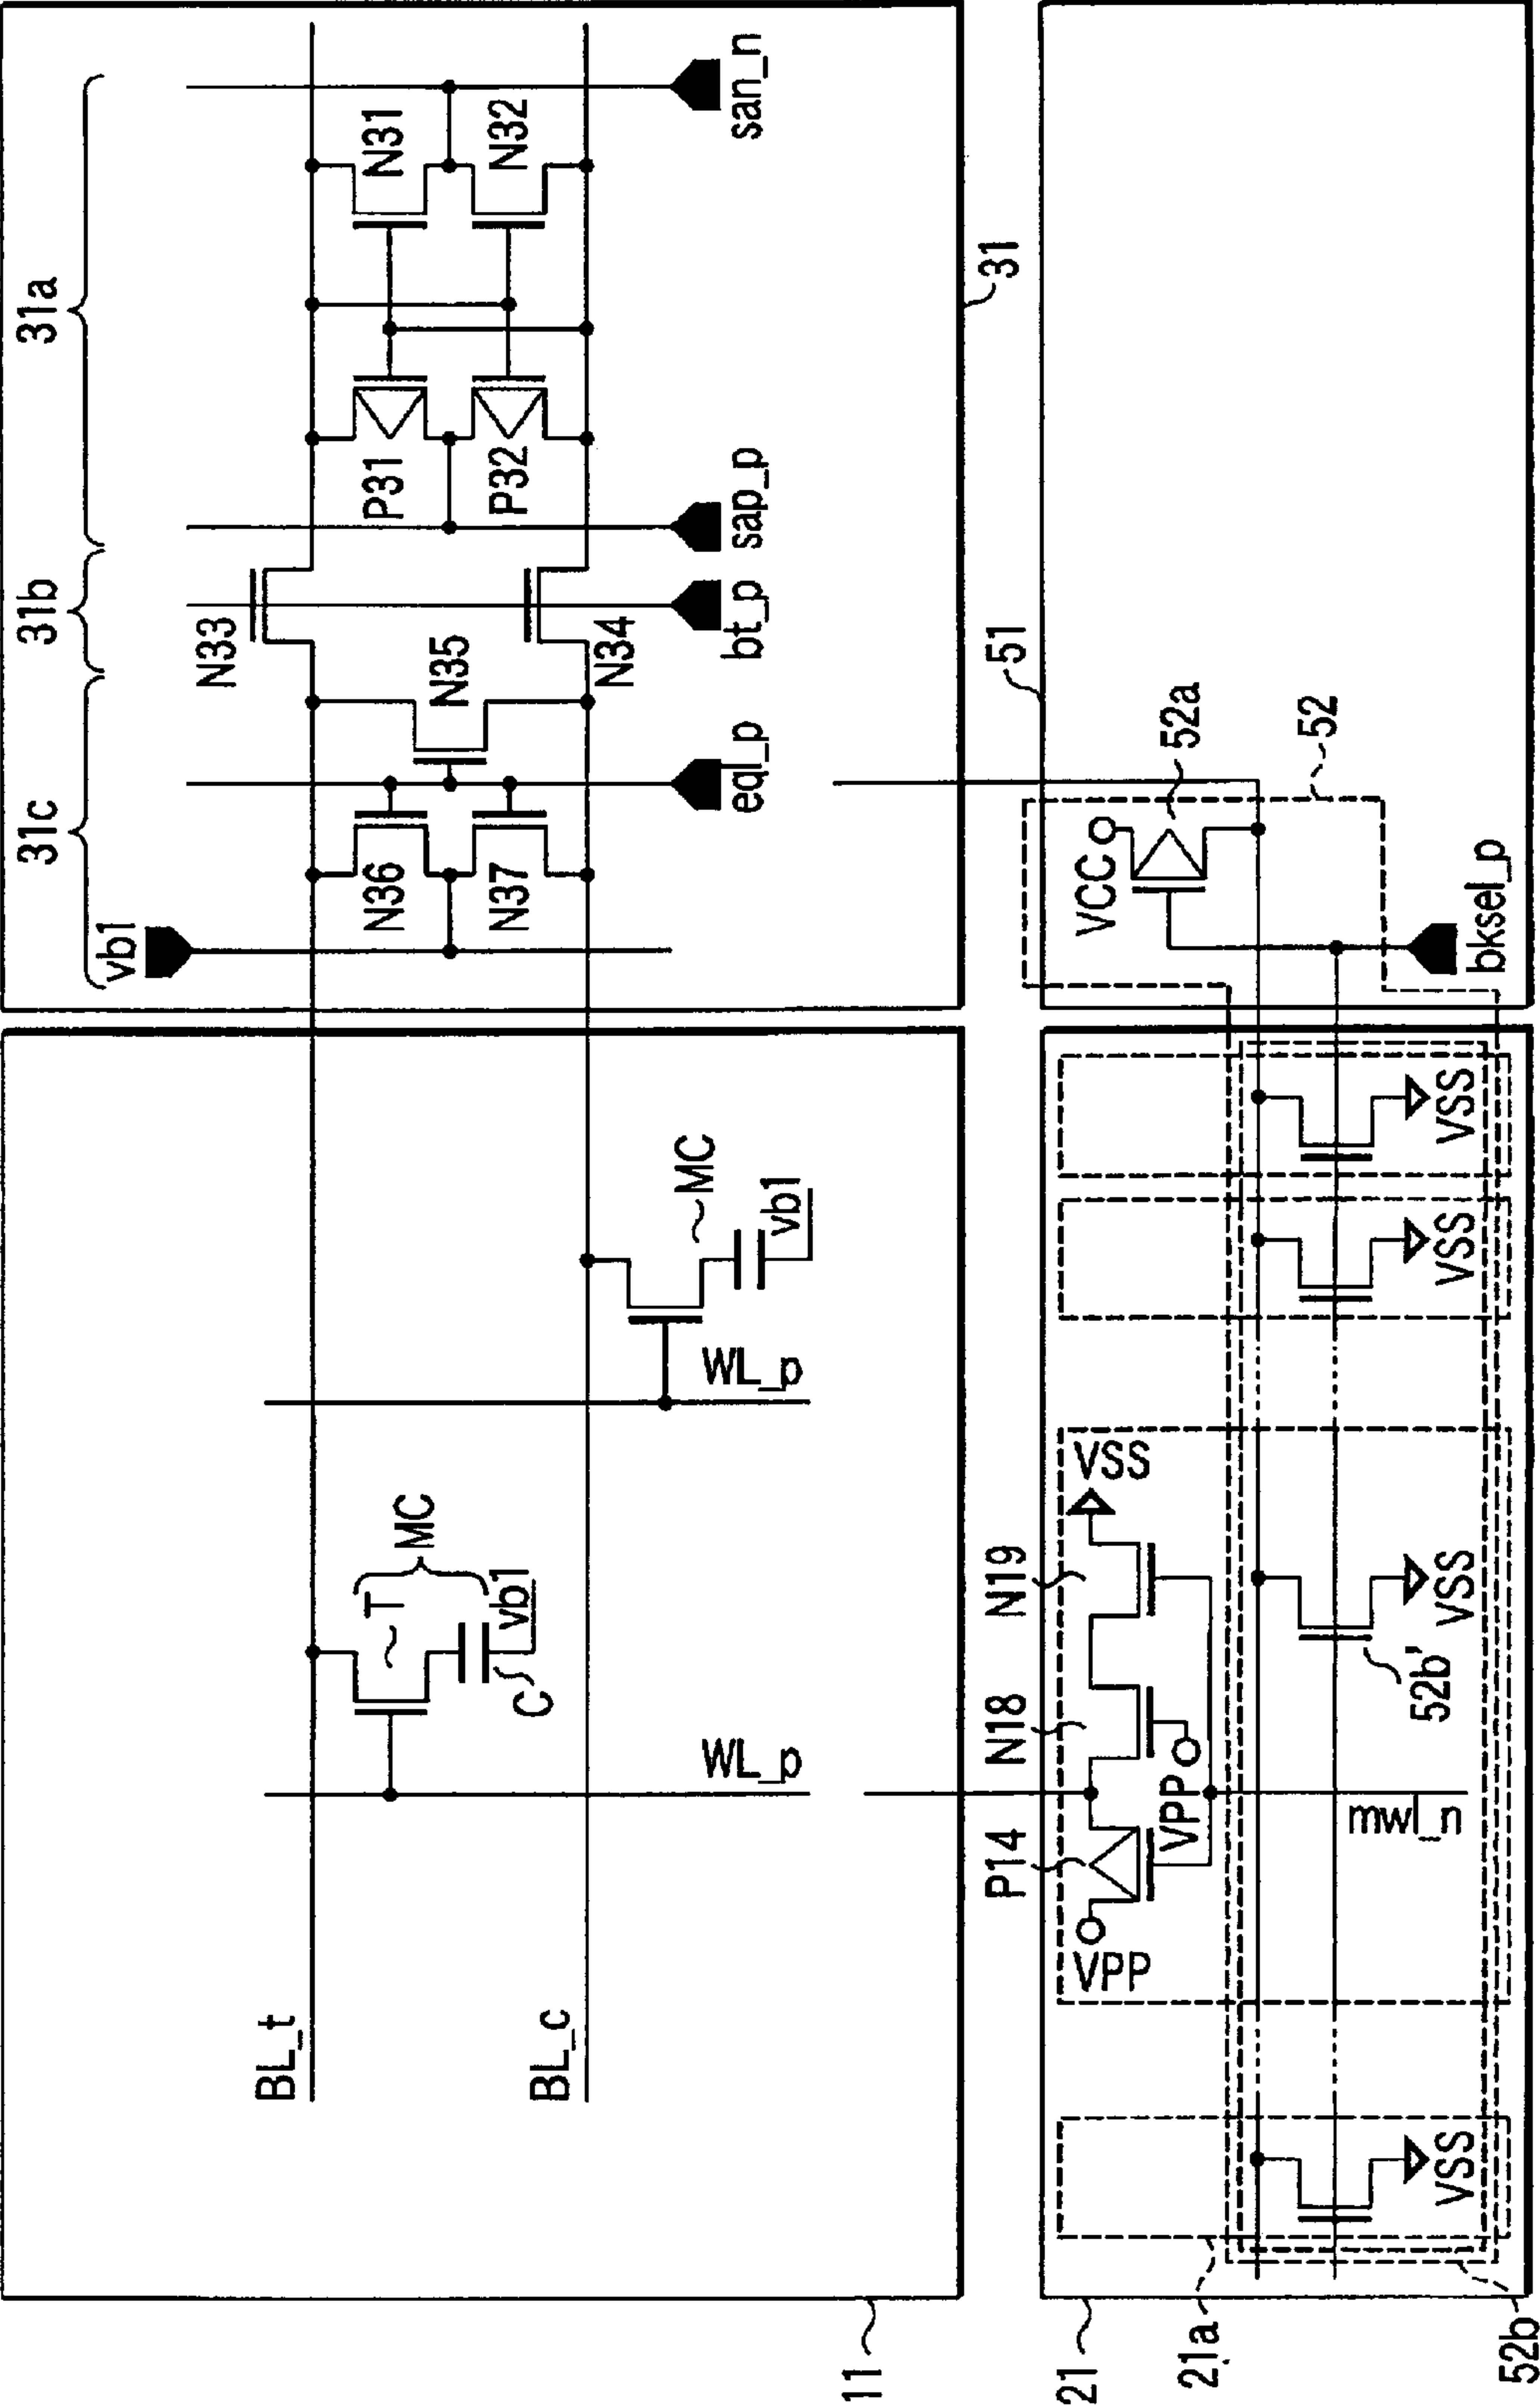 31a
31b
31c
vb1
N36
N37
N35
N33
N34
P31
P32
N31
N32
eql_p
bt_p
sap_p
san_n
31
BL_t
BL_c
WL_p
T
MC
C
vb1
WL_p
MC
vb1
11
51
52
52a
VCC
bksel_p
P14
N18
N19
VPP
VPP
VSS
mwl_n
52b'
VSS
VSS
VSS
VSS
21
21a
52b